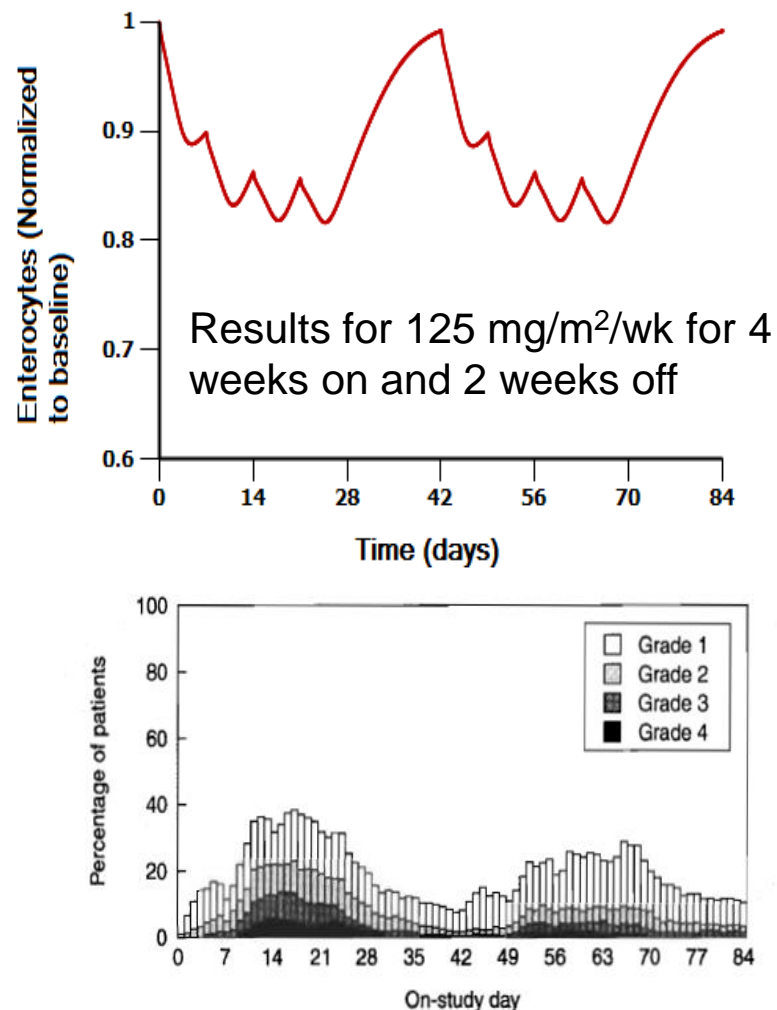 Enterocytes (Normalized
to baseline)
1
0.9
0.8
0.7
0.6
Results for 125 mg/m²/wk for 4
weeks on and 2 weeks off
0 14 28 42 56 70 84
Time (days)
Percentage of patients
100
80
60
40
20
0
Grade 1
Grade 2
Grade 3
Grade 4
0 7 14 21 28 35 42 49 56 63 70 77 84
On-study day